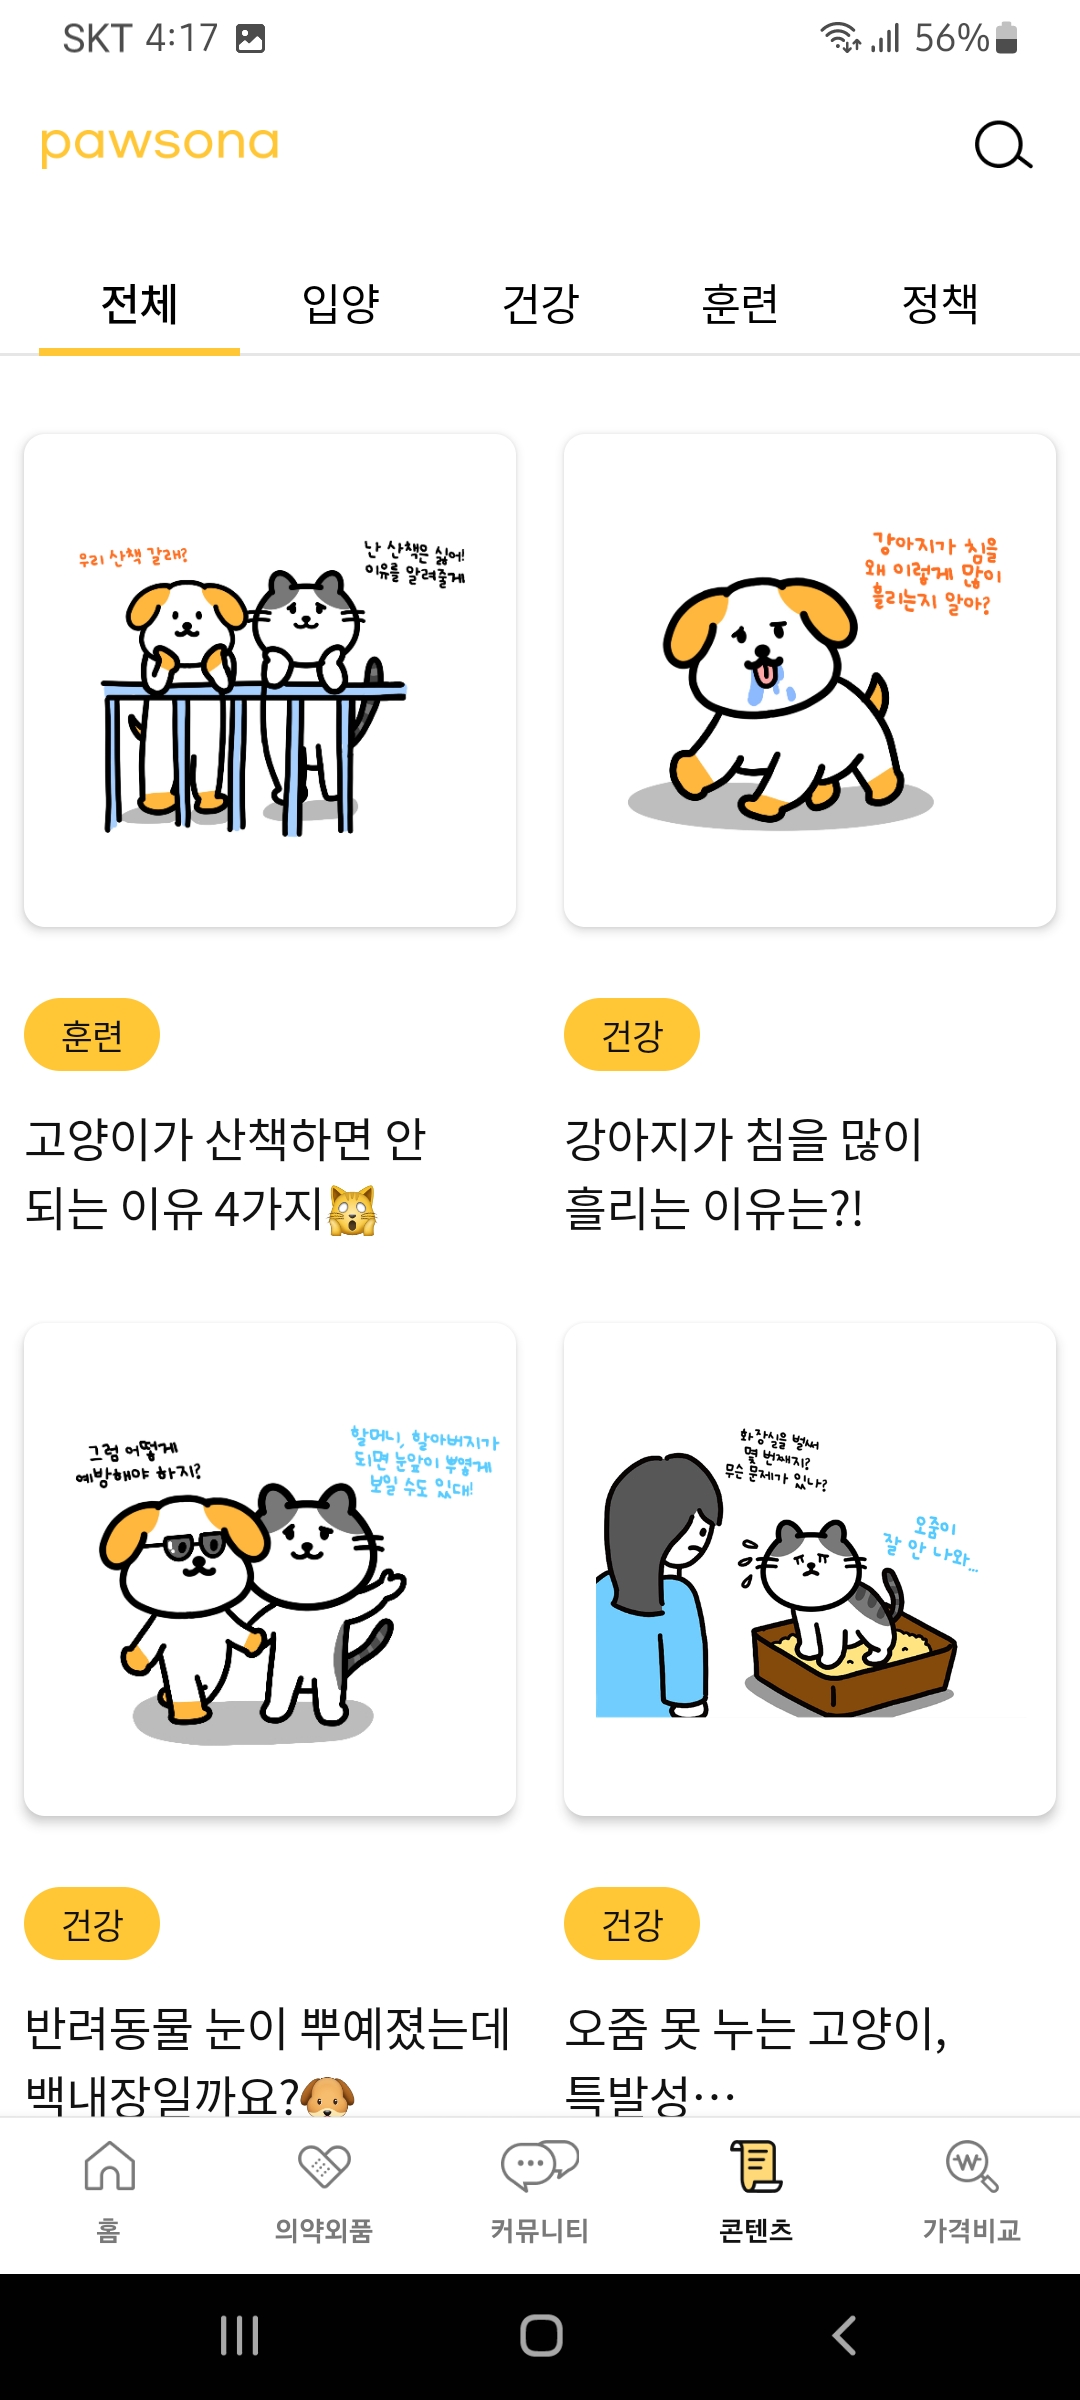 SKT 4:17
56%
pawsona
전체 입양 건강 훈련 정책
우리 산책 갈래?
난 산책은 싫어!
이유를 알려줄게
강아지가 침을
왜 이렇게 많이
흘리는지 알아?
훈련
고양이가 산책하면 안
되는 이유 4가지🙀
건강
강아지가 침을 많이
흘리는 이유는?!
그럼 어떻게
예방해야 하지?
할머니, 할아버지가
되면 눈앞이 뿌옇게
보일 수도 있대!
화장실을 벌써
몇 번째지?
무슨 문제가 있나?
오줌이
잘 안 나와...
건강
반려동물 눈이 뿌예졌는데
백내장일까요?🐶
건강
오줌 못 누는 고양이,
특발성…
홈 의약외품 커뮤니티 콘텐츠 가격비교